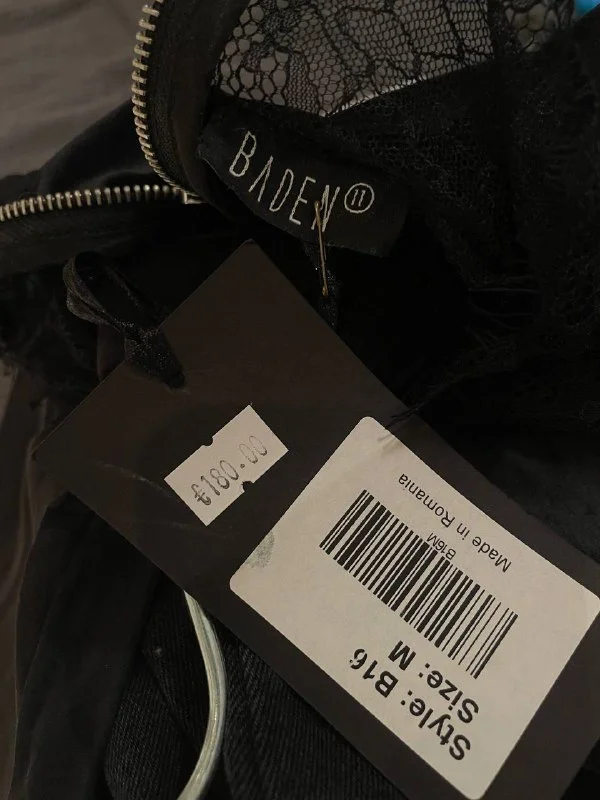 BADEN 11
€180.00
Style: B16
Size: M
B16M
Made in Romania